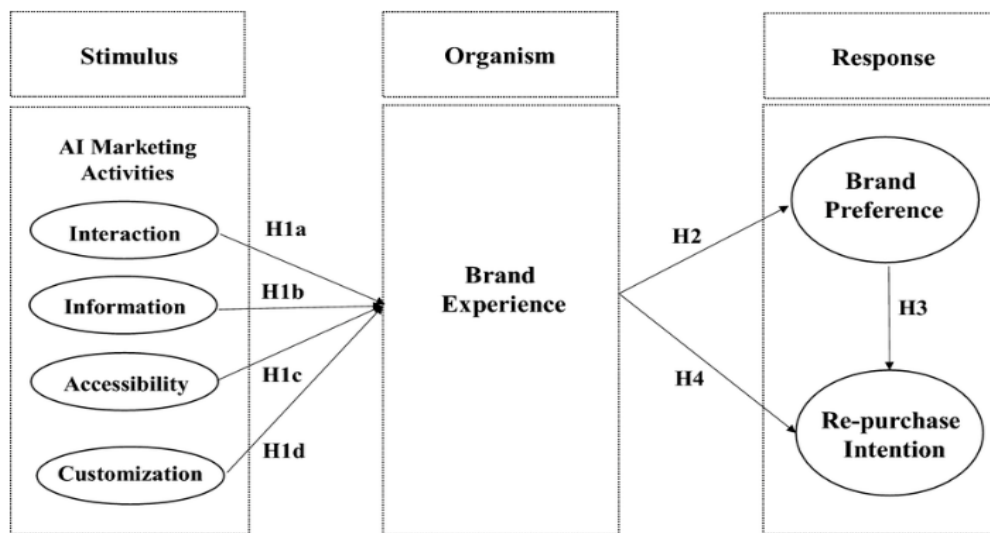 Stimulus
Organism
Response
AI Marketing
Activities
Interaction
Information
Accessibility
Customization
H1a
H1b
H1c
H1d
Brand
Experience
H2
H4
Brand
Preference
H3
Re-purchase
Intention